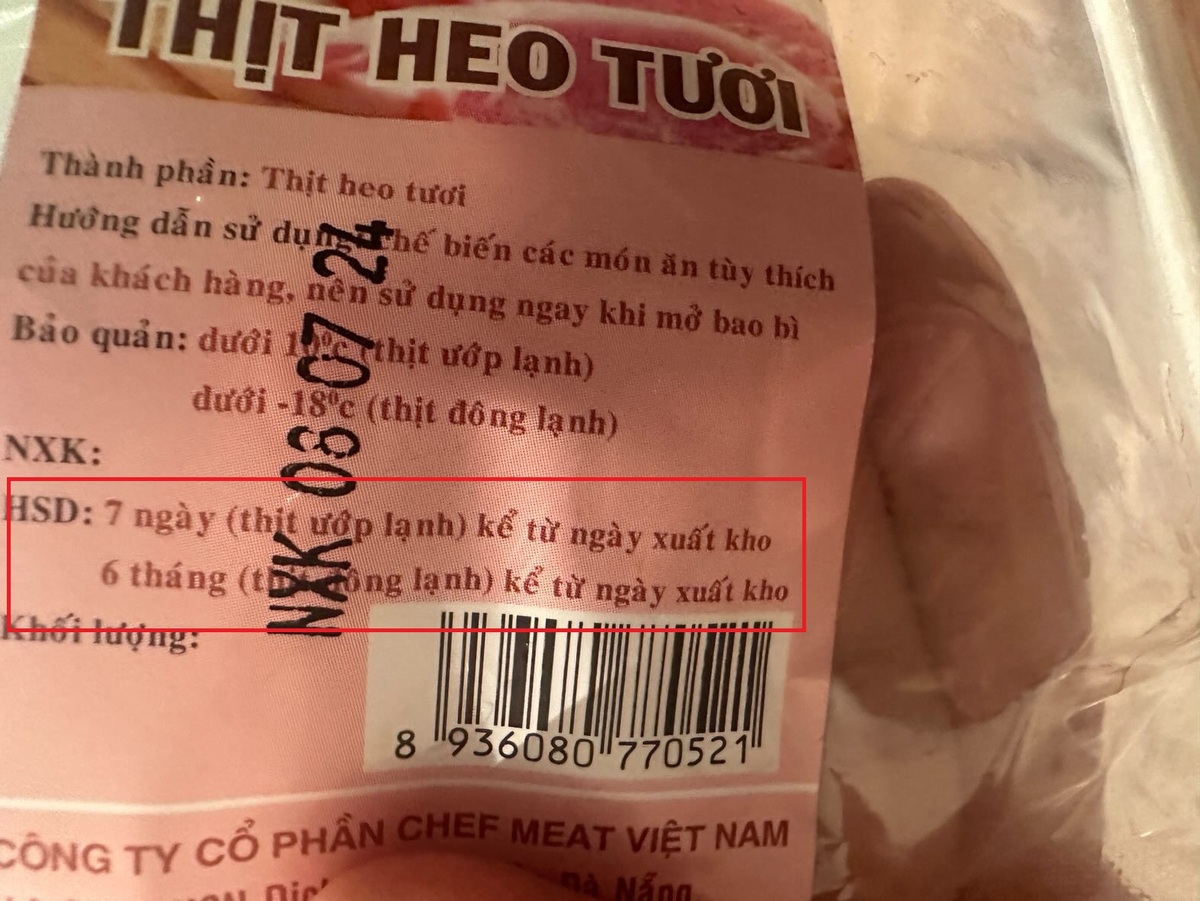 THỊT HEO TƯƠI
Thành phần: Thịt heo tươi
Hướng dẫn sử dụng: Chế biến các món ăn tùy thích
của khách hàng, nên sử dụng ngay khi mở bao bì
Bảo quản: dưới (thịt ướp lạnh)
dưới -18°c (thịt đông lạnh)
NXK:
NXK 08 07 24
HSD: 7 ngày (thịt ướp lạnh) kể từ ngày xuất kho
6 tháng (thịt đông lạnh) kể từ ngày xuất kho
Khối lượng:
8 936080 770521
CÔNG TY CỔ PHẦN CHEF MEAT VIỆT NAM
Đà Nẵng